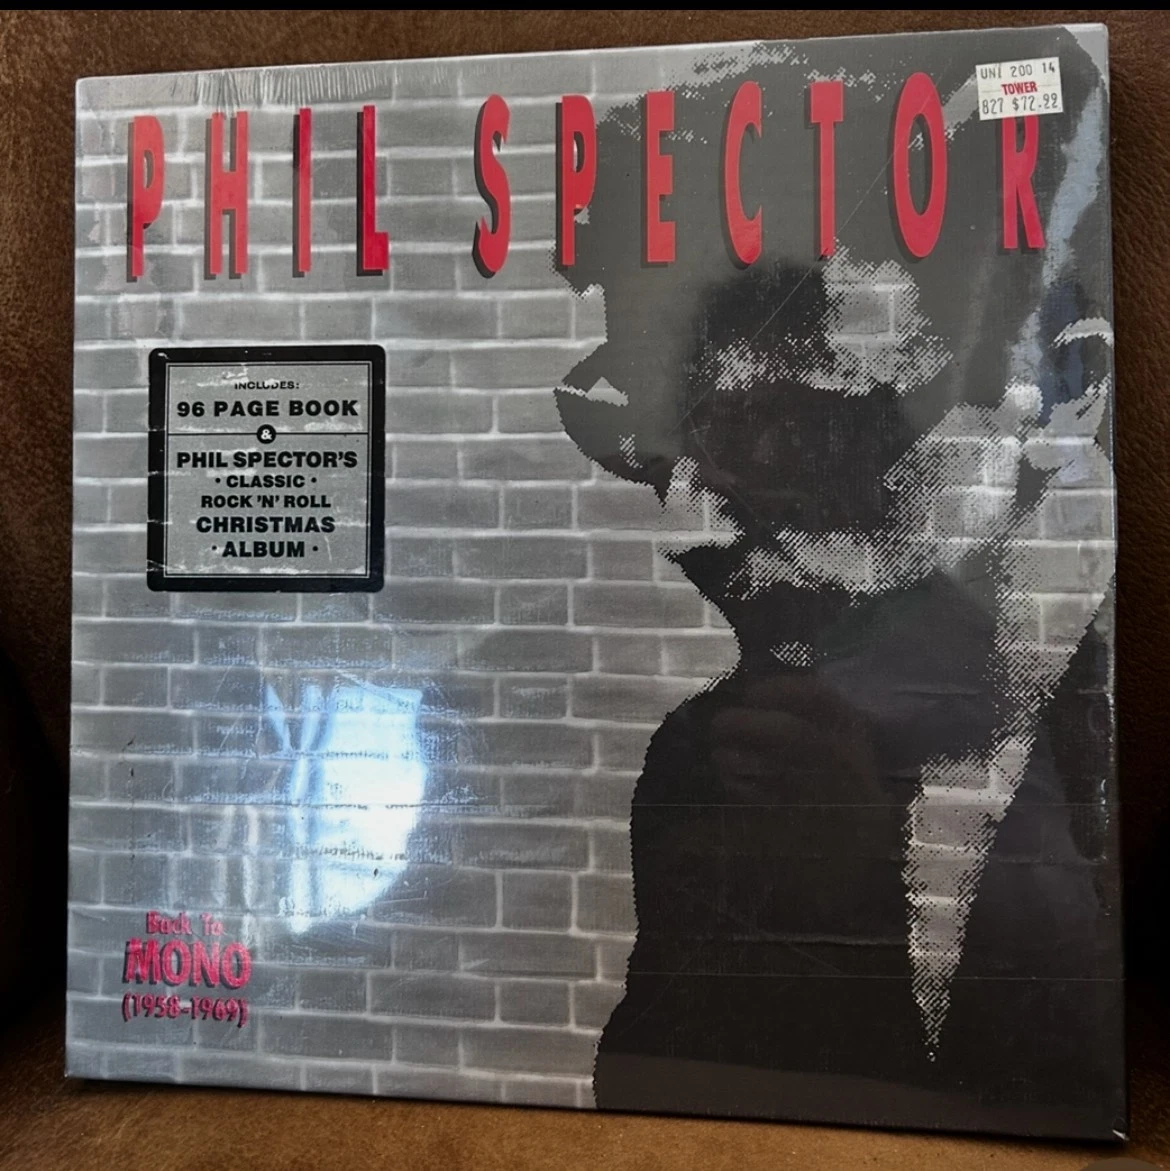 PHIL SPECTOR
UNI 200 14
TOWER
827 $72.22
INCLUDES:
96 PAGE BOOK
&
PHIL SPECTOR'S
• CLASSIC •
ROCK 'N' ROLL
CHRISTMAS
• ALBUM •
Back To
MONO
(1958-1969)